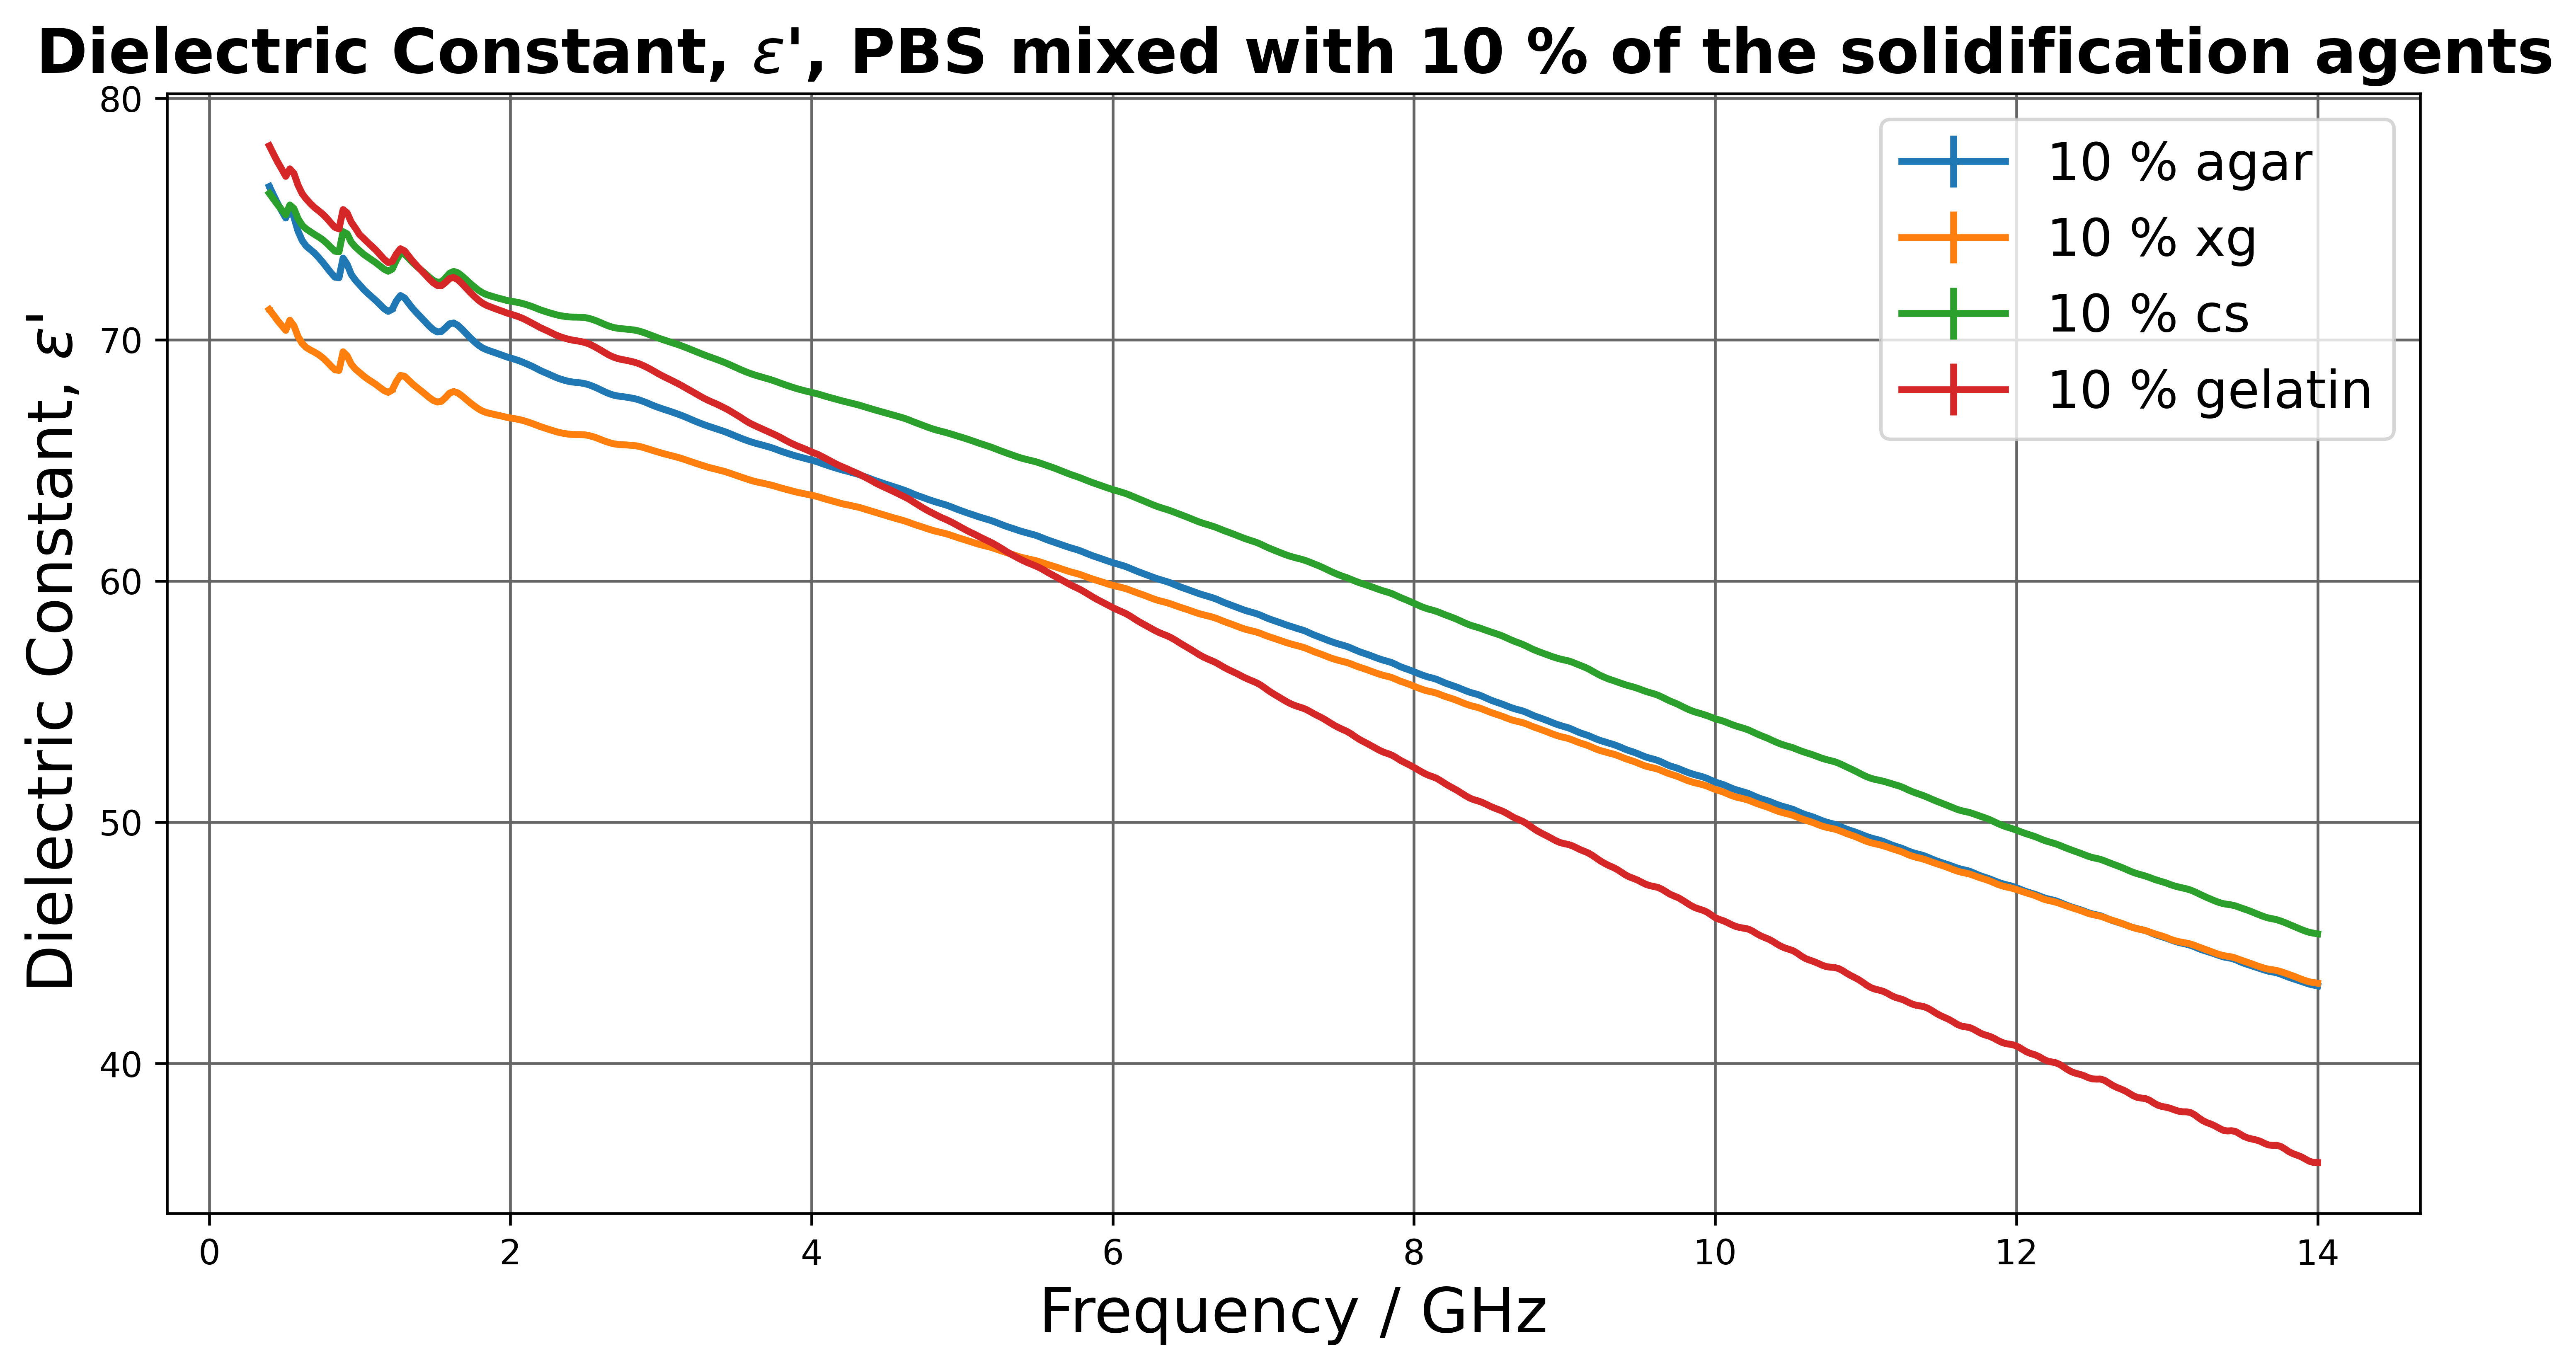 Dielectric Constant, ε', PBS mixed with 10 % of the solidification agents
Dielectric Constant, ε'
80
70
60
50
40
10 % agar
10 % xg
10 % cs
10 % gelatin
0 2 4 6 8 10 12 14
Frequency / GHz